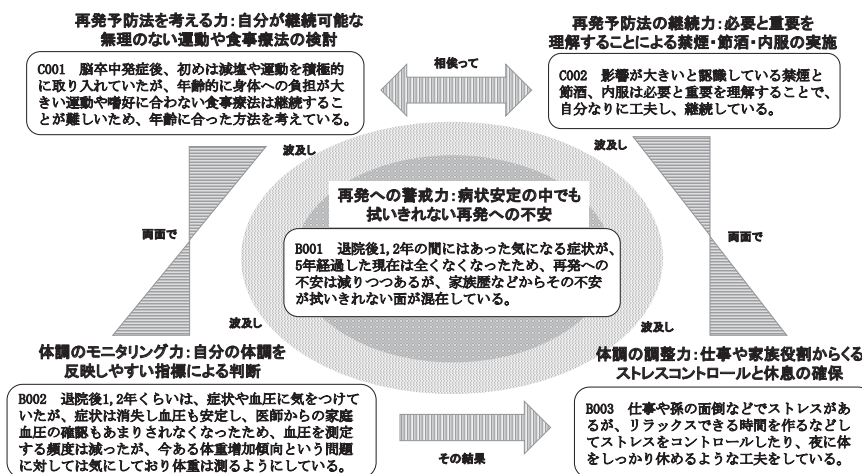 再発予防法を考える力：自分が継続可能な
無理のない運動や食事療法の検討
C001　脳卒中発症後、初めは減塩や運動を積極的
に取り入れていたが、年齢的に身体への負担が大
きい運動や嗜好に合わない食事療法は継続するこ
とが難しいため、年齢に合った方法を考えている。
相俟って
再発予防法の継続力：必要と重要を
理解することによる禁煙・節酒・内服の実施
C002　影響が大きいと認識している禁煙と
節酒、内服は必要と重要を理解することで、
自分なりに工夫し、継続している。
波及し
波及し
両面で
両面で
再発への警戒力：病状安定の中でも
拭いきれない再発への不安
B001　退院後1,2年の間にはあった気になる症状が、
5年経過した現在は全くなくなったため、再発への
不安は減りつつあるが、家族歴などからその不安
が拭いきれない面が混在している。
波及し
波及し
体調のモニタリング力：自分の体調を
反映しやすい指標による判断
B002　退院後1,2年くらいは、症状や血圧に気をつけて
いたが、症状は消失し血圧も安定し、医師からの家庭
血圧の確認もあまりされなくなったため、血圧を測定
する頻度は減ったが、今ある体重増加傾向という問題
に対しては気にしており体重は測るようにしている。
その結果
体調の調整力：仕事や家族役割からくる
ストレスコントロールと休息の確保
B003　仕事や孫の面倒などでストレスがあ
るが、リラックスできる時間を作るなどし
てストレスをコントロールしたり、夜に体
をしっかり休めるような工夫をしている。